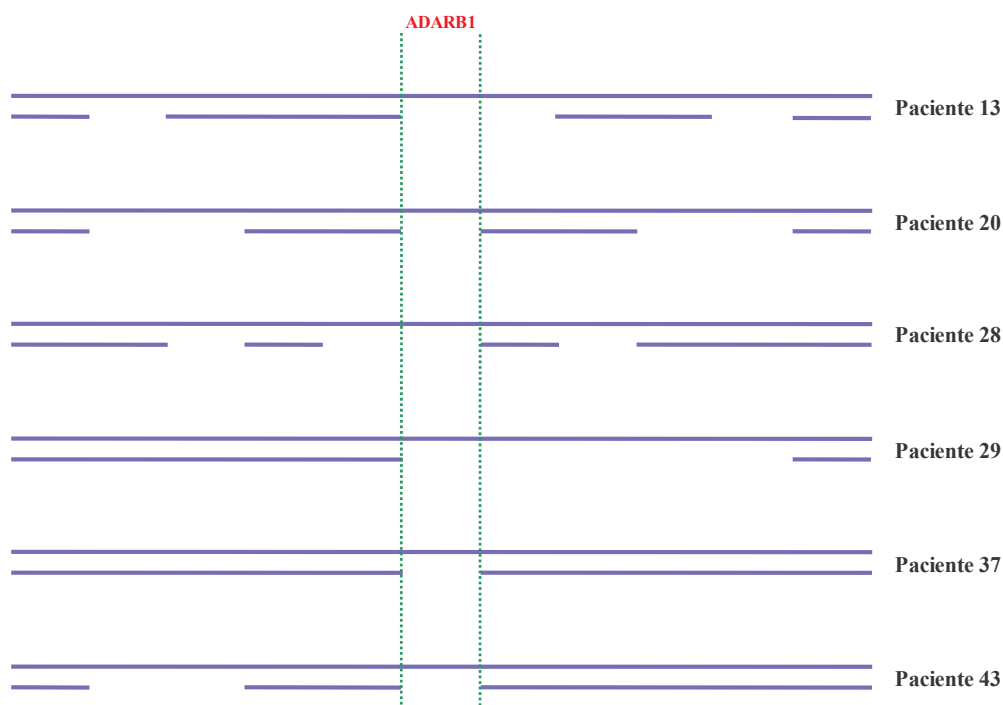 ADARB1
Paciente 13
Paciente 20
Paciente 28
Paciente 29
Paciente 37
Paciente 43